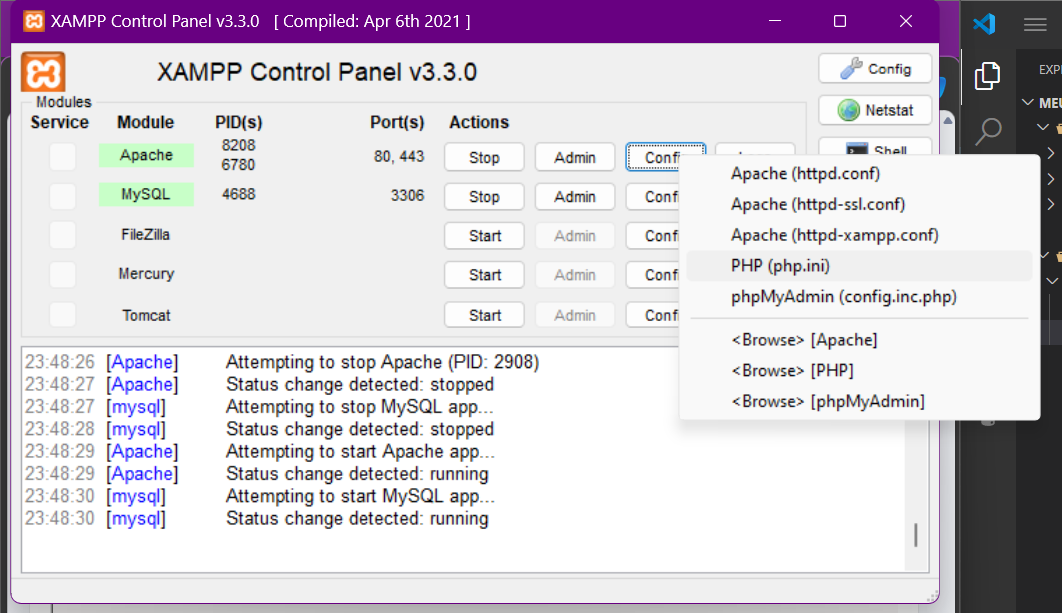 XAMPP Control Panel v3.3.0 [ Compiled: Apr 6th 2021 ]
XAMPP Control Panel v3.3.0
Config
Netstat
Shell
Modules
Service Module PID(s) Port(s) Actions
Apache 8208 6780 80, 443 Stop Admin
MySQL 4688 3306 Stop Admin
FileZilla Start Admin
Mercury Start Admin
Tomcat Start Admin
Apache (httpd.conf)
Apache (httpd-ssl.conf)
Apache (httpd-xampp.conf)
PHP (php.ini)
phpMyAdmin (config.inc.php)
<Browse> [Apache]
<Browse> [PHP]
<Browse> [phpMyAdmin]
23:48:26 [Apache] Attempting to stop Apache (PID: 2908)
23:48:27 [Apache] Status change detected: stopped
23:48:27 [mysql] Attempting to stop MySQL app...
23:48:28 [mysql] Status change detected: stopped
23:48:29 [Apache] Attempting to start Apache app...
23:48:29 [Apache] Status change detected: running
23:48:30 [mysql] Attempting to start MySQL app...
23:48:30 [mysql] Status change detected: running